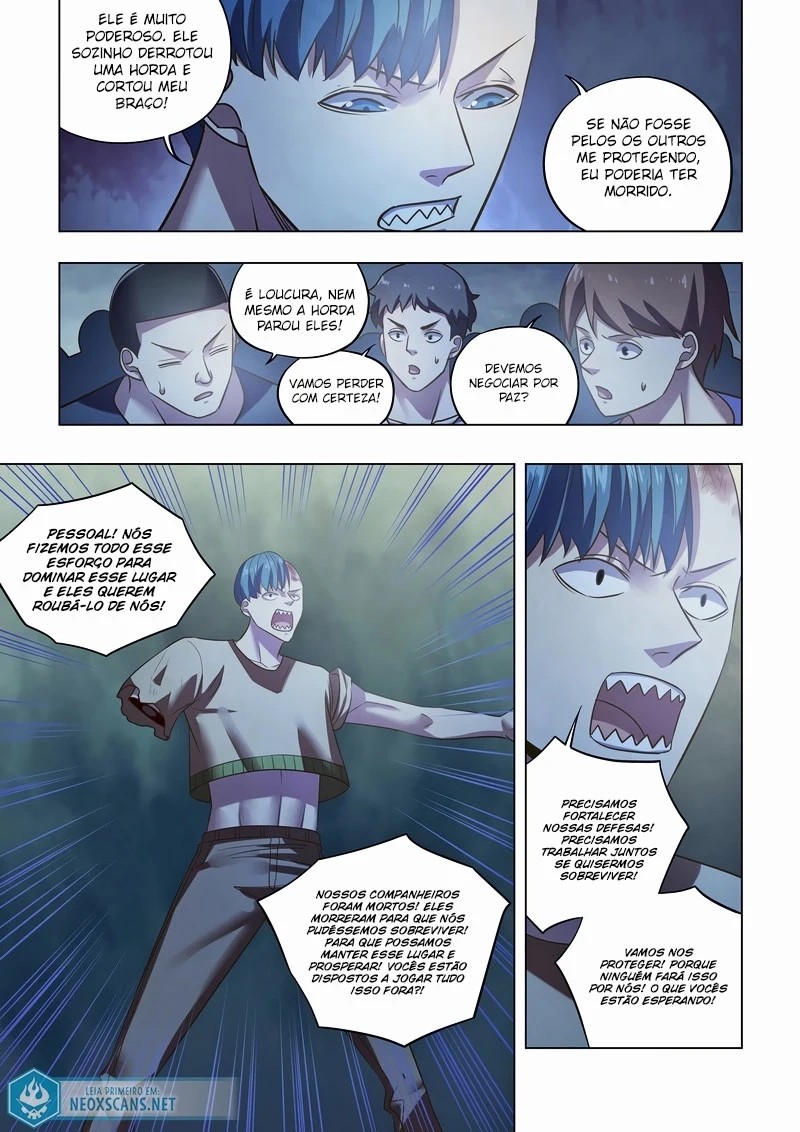 ELE É MUITO
PODEROSO. ELE
SOZINHO DERROTOU
UMA HORDA E
CORTOU MEU
BRAÇO!
SE NÃO FOSSE
PELOS OS OUTROS
ME PROTEGENDO,
EU PODERIA TER
MORRIDO.
É LOUCURA, NEM
MESMO A HORDA
PAROU ELES!
VAMOS PERDER
COM CERTEZA!
DEVEMOS
NEGOCIAR POR
PAZ?
PESSOAL! NÓS
FIZEMOS TODO ESSE
ESFORÇO PARA
DOMINAR ESSE LUGAR
E ELES QUEREM
ROUBÁ-LO DE NÓS!
NOSSOS COMPANHEIROS
FORAM MORTOS! ELES
MORRERAM PARA QUE NÓS
PUDÉSSEMOS SOBREVIVER!
PARA QUE POSSAMOS
MANTER ESSE LUGAR E
PROSPERAR! VOCÊS ESTÃO
DISPOSTOS A JOGAR TUDO
ISSO FORA?!
PRECISAMOS
FORTALECER
NOSSAS DEFESAS!
PRECISAMOS
TRABALHAR JUNTOS
SE QUISERMOS
SOBREVIVER!
VAMOS NOS
PROTEGER! PORQUE
NINGUÉM FARÁ ISSO
POR NÓS! O QUE VOCÊS
ESTÃO ESPERANDO!
LEIA PRIMEIRO EM:
NEOXSCANS.NET